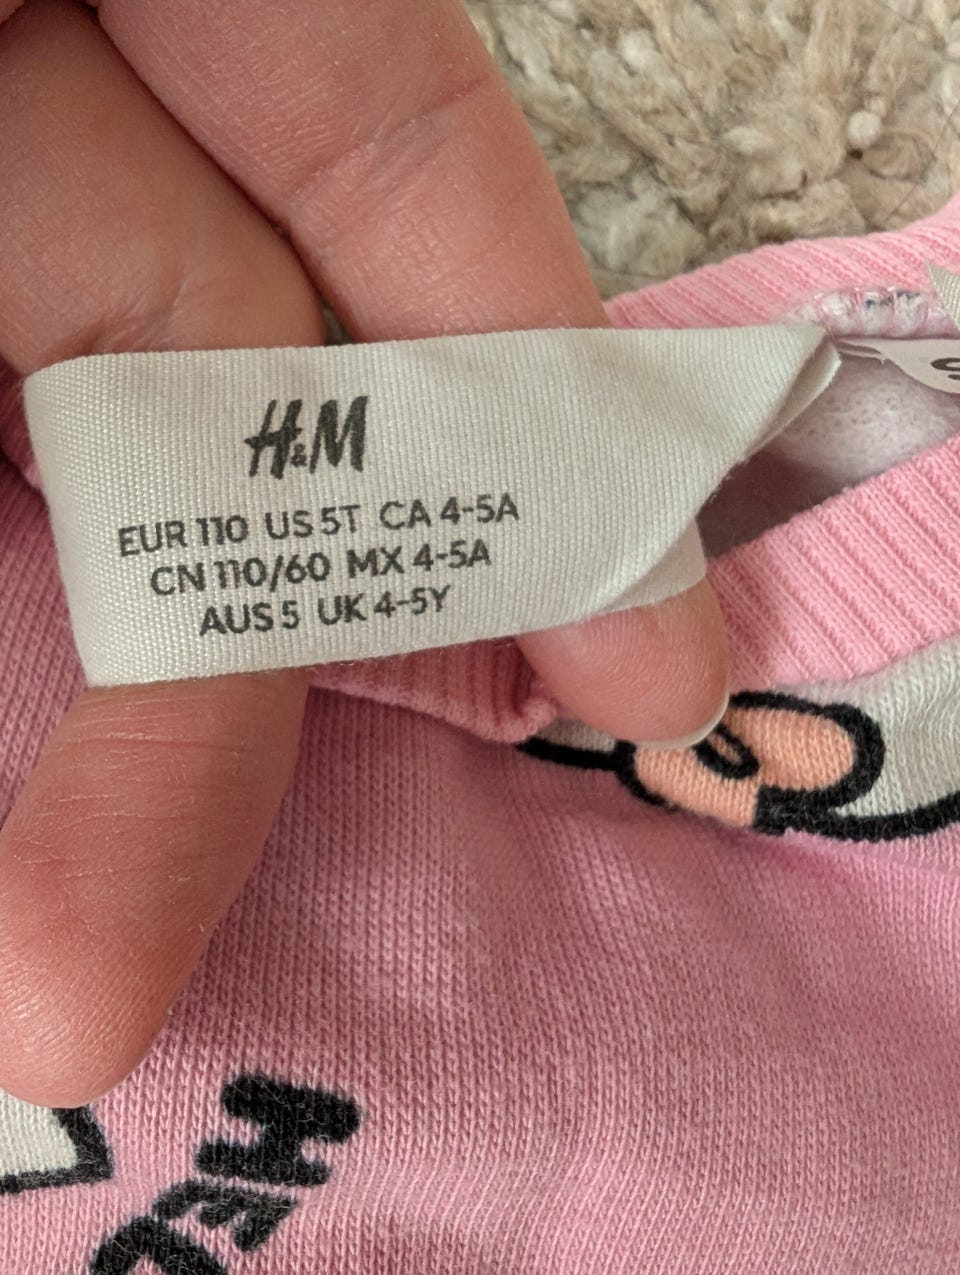 H&M
EUR 110 US 5T CA 4-5A
CN 110/60 MX 4-5A
AUS 5 UK 4-5Y